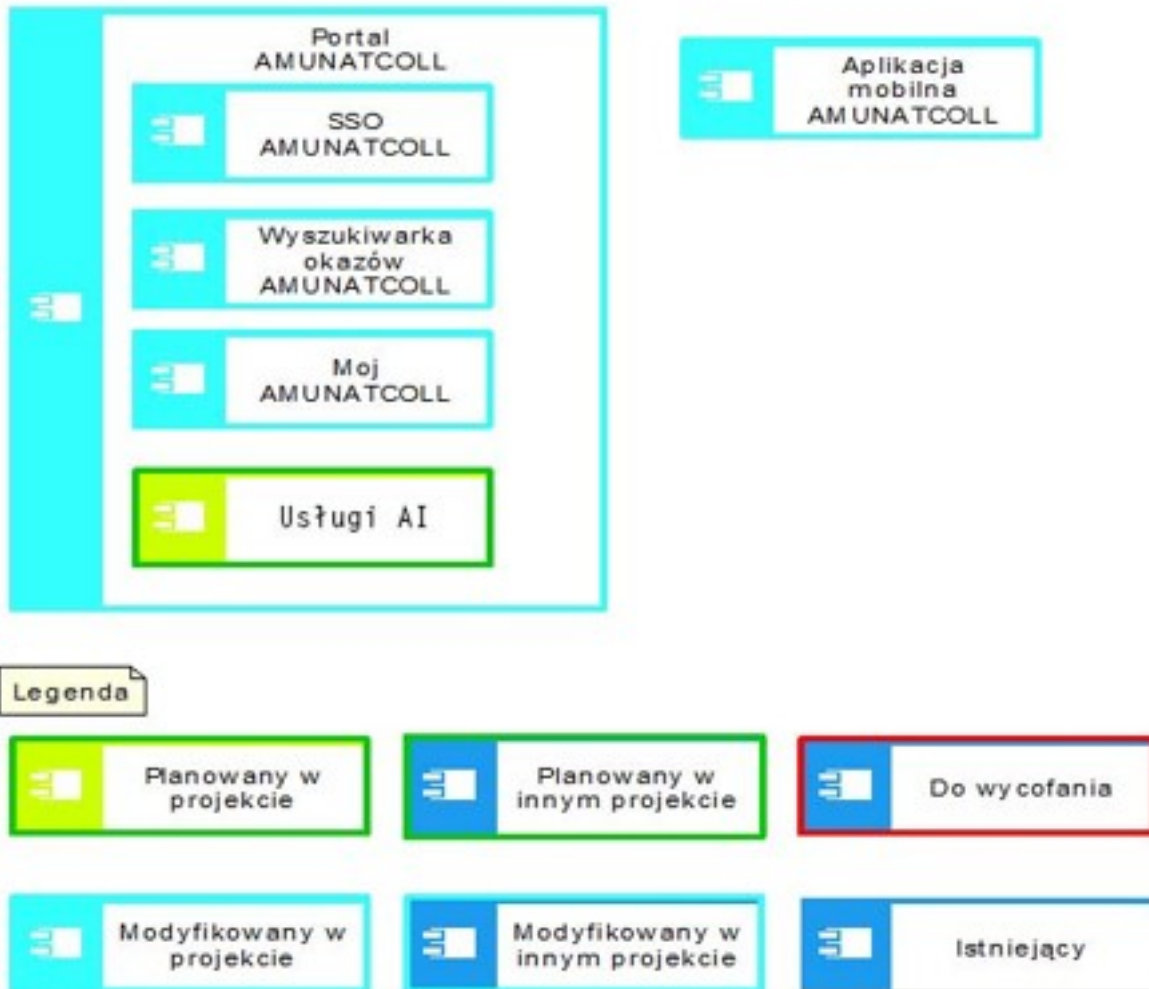 Portal
AMUNATCOLL
SSO
AMUNATCOLL
Wyszukiwarka
okazów
AMUNATCOLL
Moj
AMUNATCOLL
Usługi AI
Aplikacja
mobilna
AMUNATCOLL
Legenda
Planowany w
projekcie
Planowany w
innym projekcie
Do wycofania
Modyfikowany w
projekcie
Modyfikowany w
innym projekcie
Istniejący